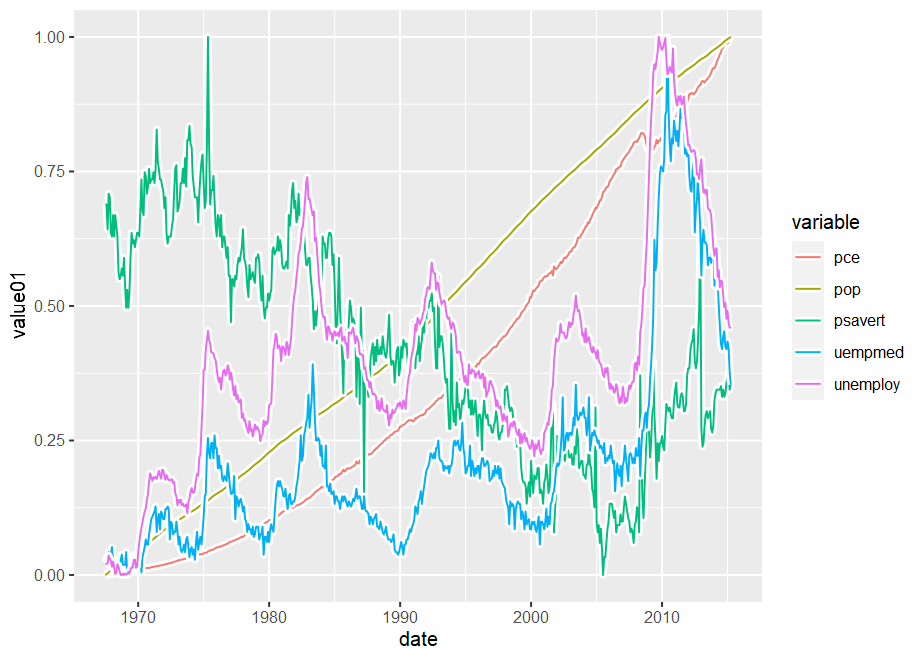 1.00
0.75
0.50
0.25
0.00
value01
1970 1980 1990 2000 2010
date
variable
pce
pop
psavert
uempmed
unemploy